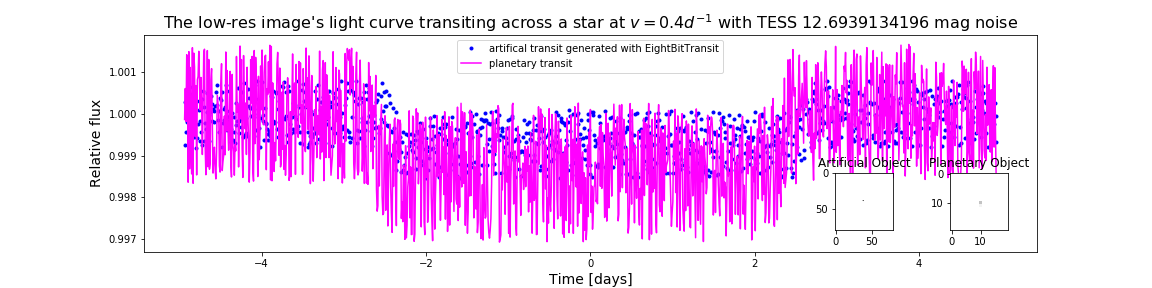 The low-res image's light curve transiting across a star at v = 0.4d⁻¹ with TESS 12.6939134196 mag noise
artifical transit generated with EightBitTransit
planetary transit
1.001
1.000
0.999
0.998
0.997
Relative flux
Artificial Object
Planetary Object
0
50
0
50
0
10
0
10
−4
−2
0
2
4
Time [days]